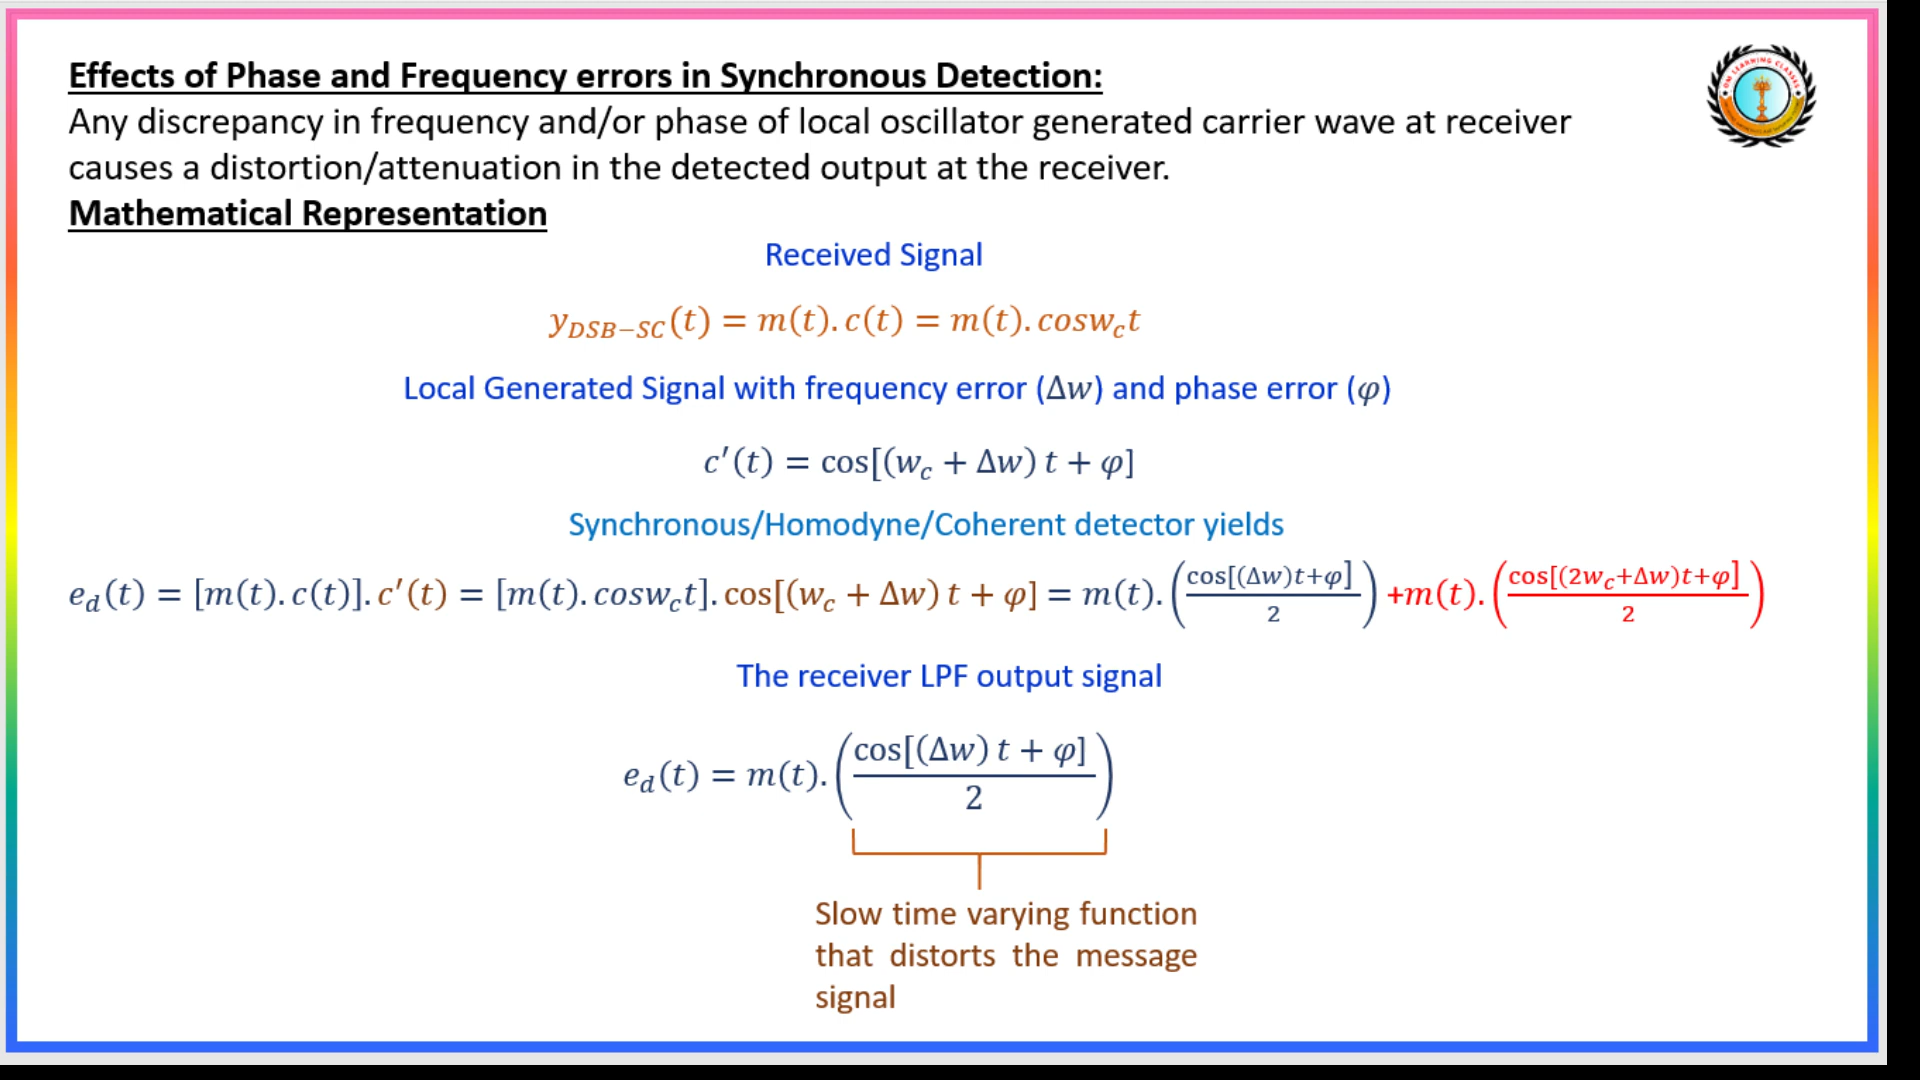 Effects of Phase and Frequency errors in Synchronous Detection:
Any discrepancy in frequency and/or phase of local oscillator generated carrier wave at receiver
causes a distortion/attenuation in the detected output at the receiver.
Mathematical Representation
Received Signal
y_{DSB−SC}(t) = m(t). c(t) = m(t). cosw_c t
Local Generated Signal with frequency error (Δw) and phase error (φ)
c′(t) = cos[(w_c + Δw) t + φ]
Synchronous/Homodyne/Coherent detector yields
e_d(t) = [m(t). c(t)]. c′(t) = [m(t). cosw_c t]. cos[(w_c + Δw) t + φ] = m(t). (cos[(Δw)t+φ]/2) +m(t). (cos[(2w_c+Δw)t+φ]/2)
The receiver LPF output signal
e_d(t) = m(t). (cos[(Δw) t + φ]/2)
Slow time varying function
that distorts the message
signal